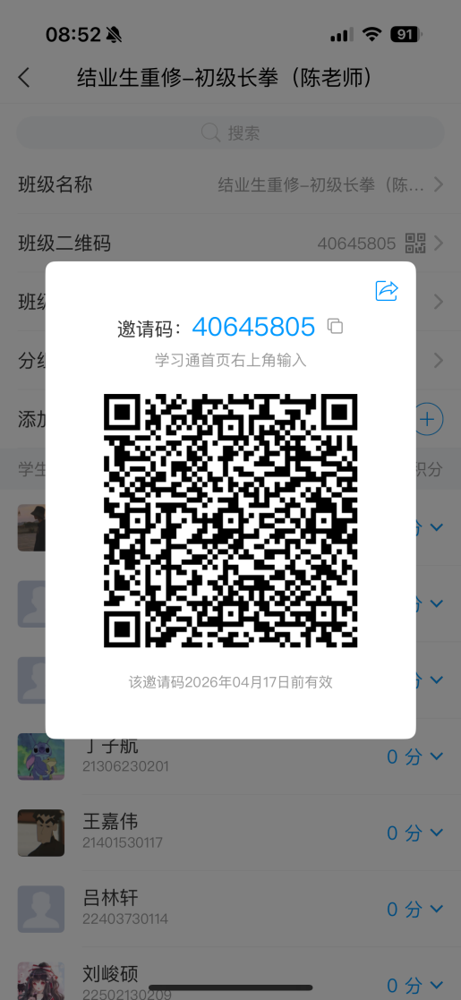 08:52
91
结业生重修-初级长拳（陈老师）
搜索
班级名称 结业生重修-初级长拳（陈...
班级二维码 40645805
班级
邀请码：40645805
学习通首页右上角输入
分组
添加
学生
积分
分
分
分
该邀请码2026年04月17日前有效
丁子航
21306230201
0 分
王嘉伟
21401530117
0 分
吕林轩
22403730114
0 分
刘峻硕
22502130209
0 分